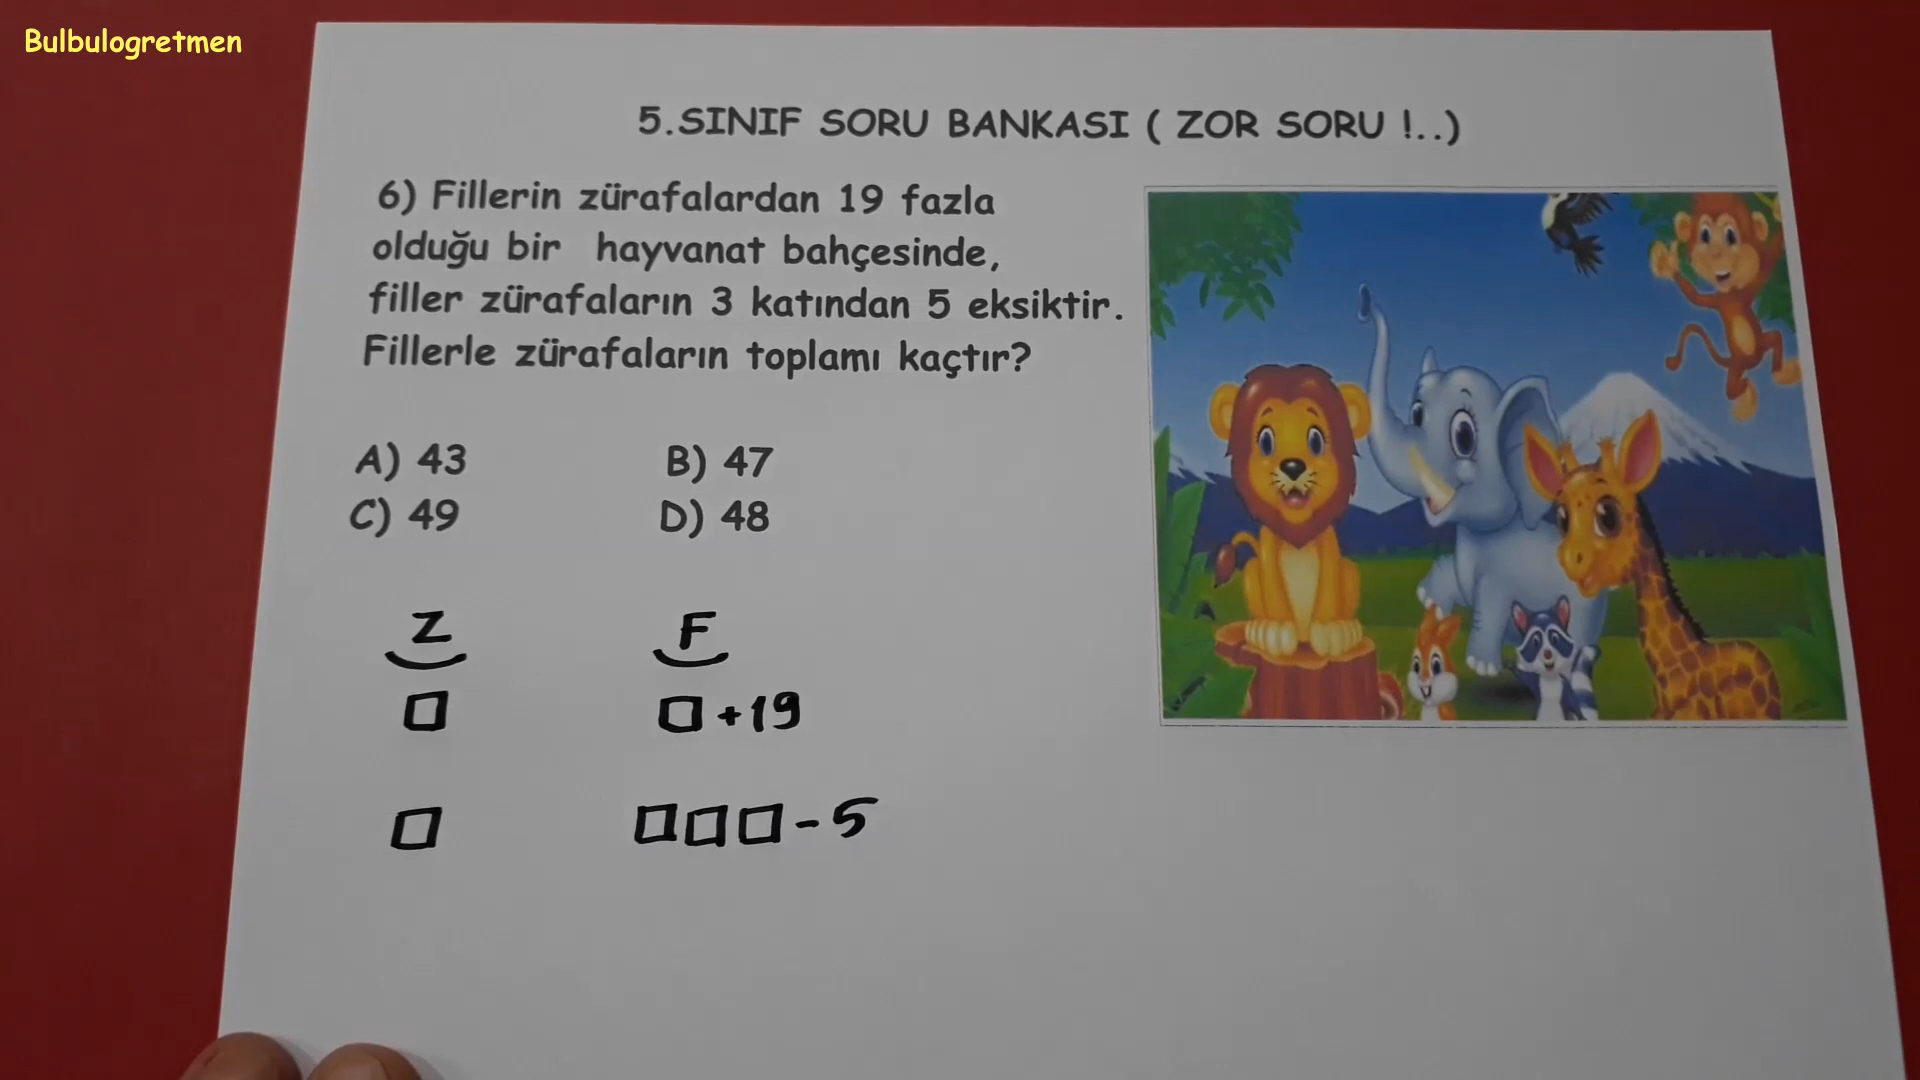 Bulbulogretmen
5.SINIF SORU BANKASI ( ZOR SORU !..)
6) Fillerin zürafalardan 19 fazla
olduğu bir hayvanat bahçesinde,
filler zürafaların 3 katından 5 eksiktir.
Fillerle zürafaların toplamı kaçtır?
A) 43 B) 47
C) 49 D) 48
Z F
□ □+19
□ □□□-5